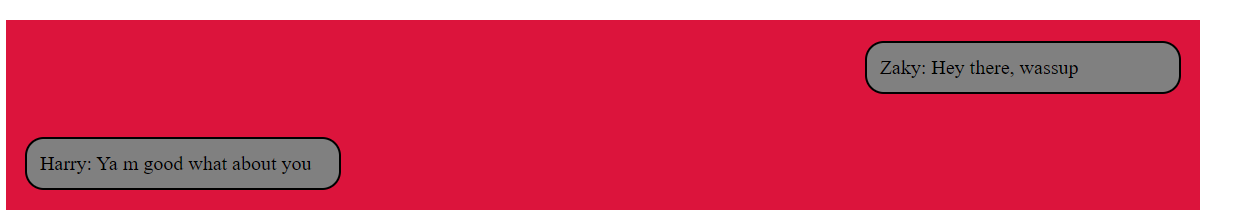 Zaky: Hey there, wassup
Harry: Ya m good what about you